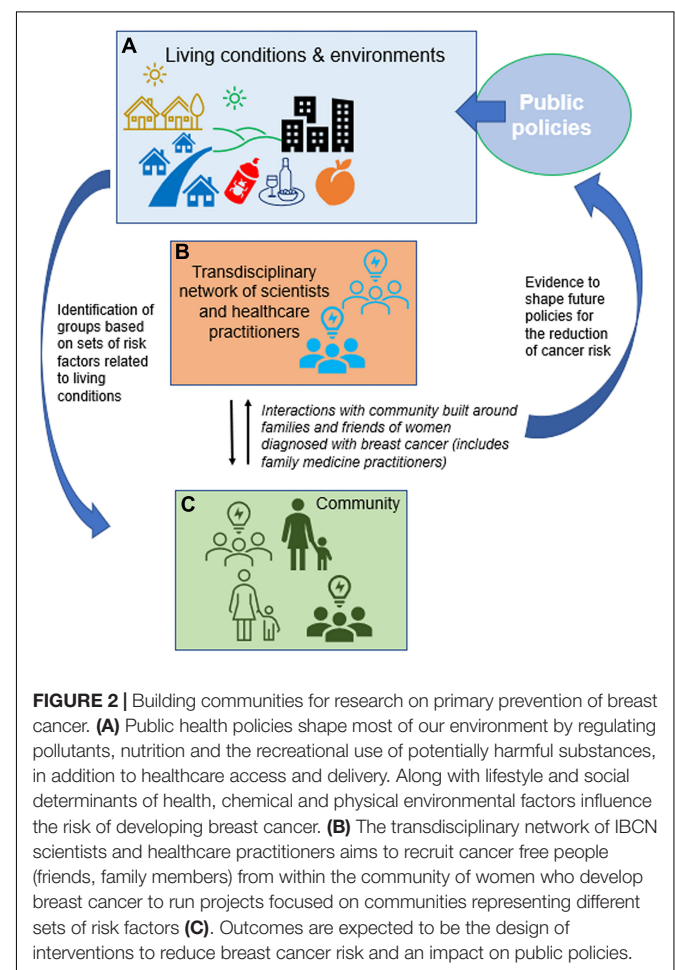 A
Living conditions & environments
Public
policies
B
Transdisciplinary
network of scientists
and healthcare
practitioners
Identification of
groups based
on sets of risk
factors related
to living
conditions
Evidence to
shape future
policies for
the reduction
of cancer risk
Interactions with community built around
families and friends of women
diagnosed with breast cancer (includes
family medicine practitioners)
C
Community
FIGURE 2 | Building communities for research on primary prevention of breast
cancer. (A) Public health policies shape most of our environment by regulating
pollutants, nutrition and the recreational use of potentially harmful substances,
in addition to healthcare access and delivery. Along with lifestyle and social
determinants of health, chemical and physical environmental factors influence
the risk of developing breast cancer. (B) The transdisciplinary network of IBCN
scientists and healthcare practitioners aims to recruit cancer free people
(friends, family members) from within the community of women who develop
breast cancer to run projects focused on communities representing different
sets of risk factors (C). Outcomes are expected to be the design of
interventions to reduce breast cancer risk and an impact on public policies.